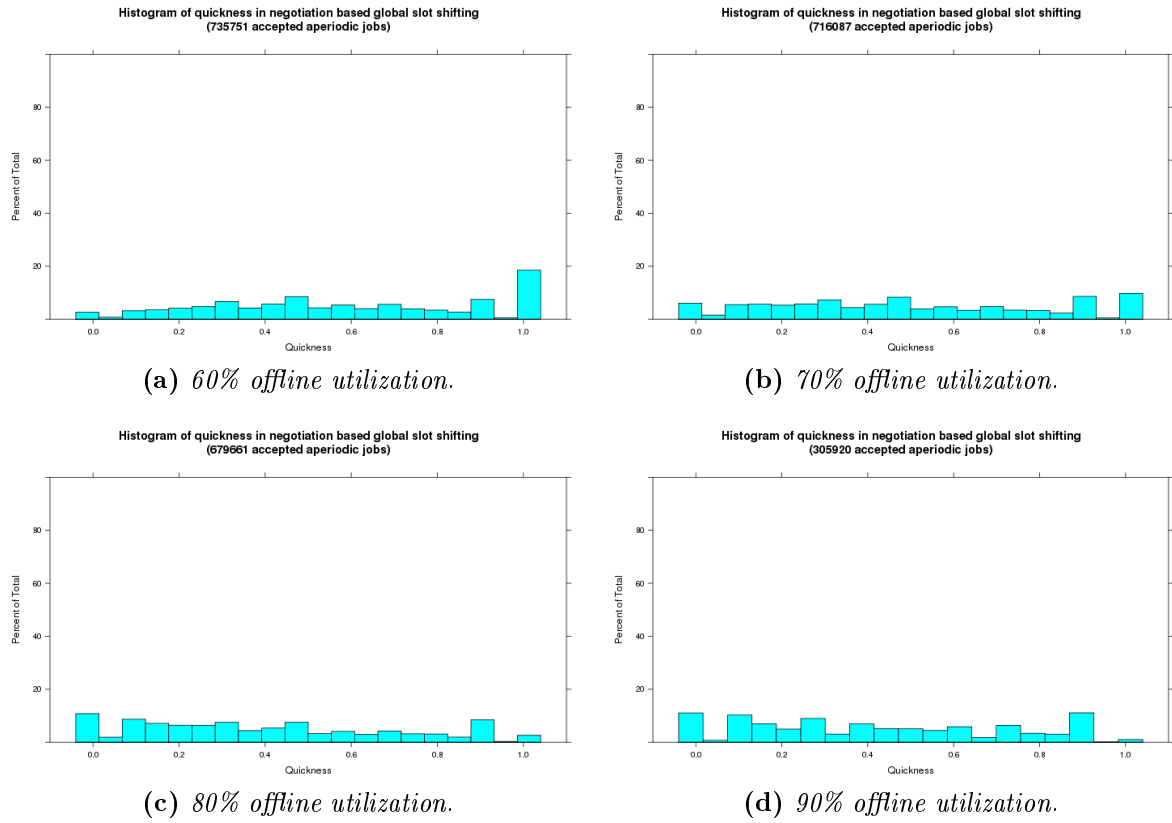 Histogram of quickness in negotiation based global slot shifting
(735751 accepted aperiodic jobs)
80
60
40
20
Percent of Total
0.0 0.2 0.4 0.6 0.8 1.0
Quickness
(a) 60% offline utilization.
Histogram of quickness in negotiation based global slot shifting
(716087 accepted aperiodic jobs)
80
60
40
20
Percent of Total
0.0 0.2 0.4 0.6 0.8 1.0
Quickness
(b) 70% offline utilization.
Histogram of quickness in negotiation based global slot shifting
(679661 accepted aperiodic jobs)
80
60
40
20
Percent of Total
0.0 0.2 0.4 0.6 0.8 1.0
Quickness
(c) 80% offline utilization.
Histogram of quickness in negotiation based global slot shifting
(305920 accepted aperiodic jobs)
80
60
40
20
Percent of Total
0.0 0.2 0.4 0.6 0.8 1.0
Quickness
(d) 90% offline utilization.